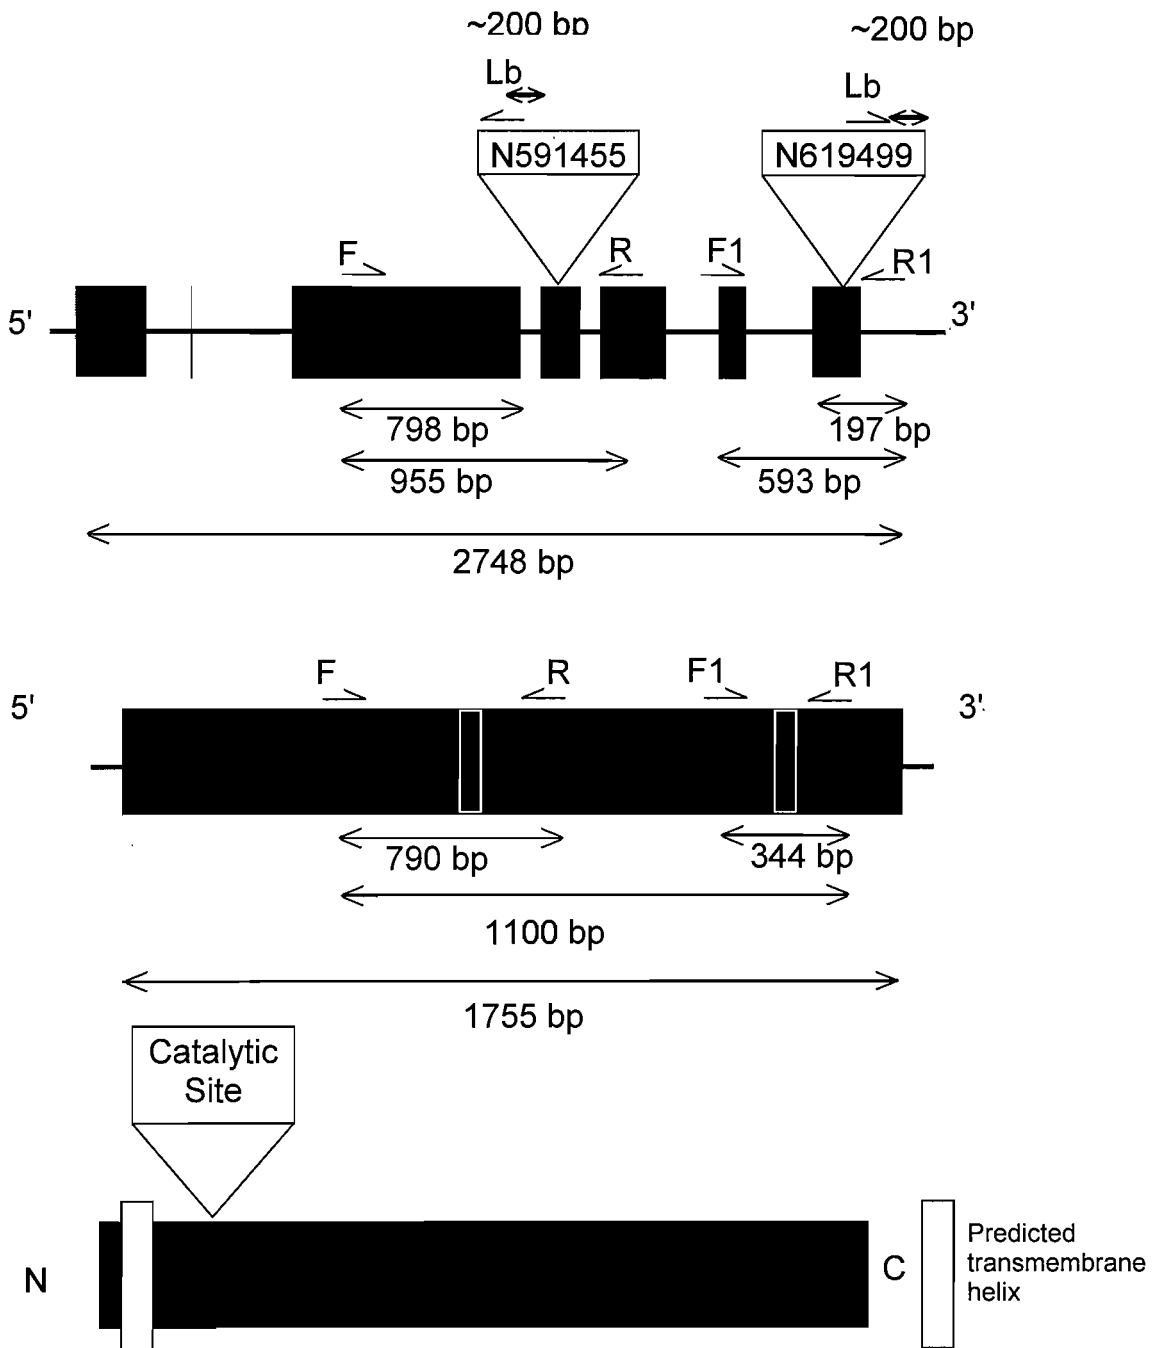 ~200 bp
~200 bp
Lb
Lb
N591455
N619499
F
R
F1
R1
5'
3'
798 bp
197 bp
955 bp
593 bp
2748 bp
F
R
F1
R1
5'
3'
790 bp
344 bp
1100 bp
1755 bp
Catalytic
Site
N
C
Predicted
transmembrane
helix